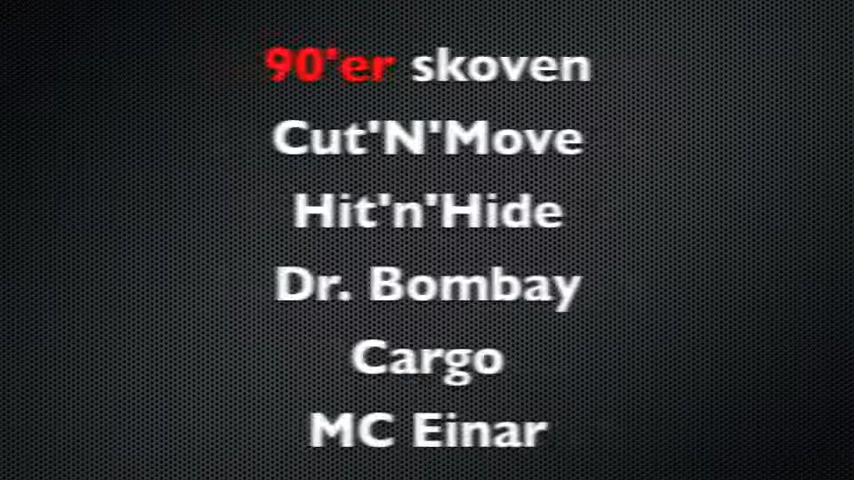 90'er skoven
Cut'N'Move
Hit'n'Hide
Dr. Bombay
Cargo
MC Einar